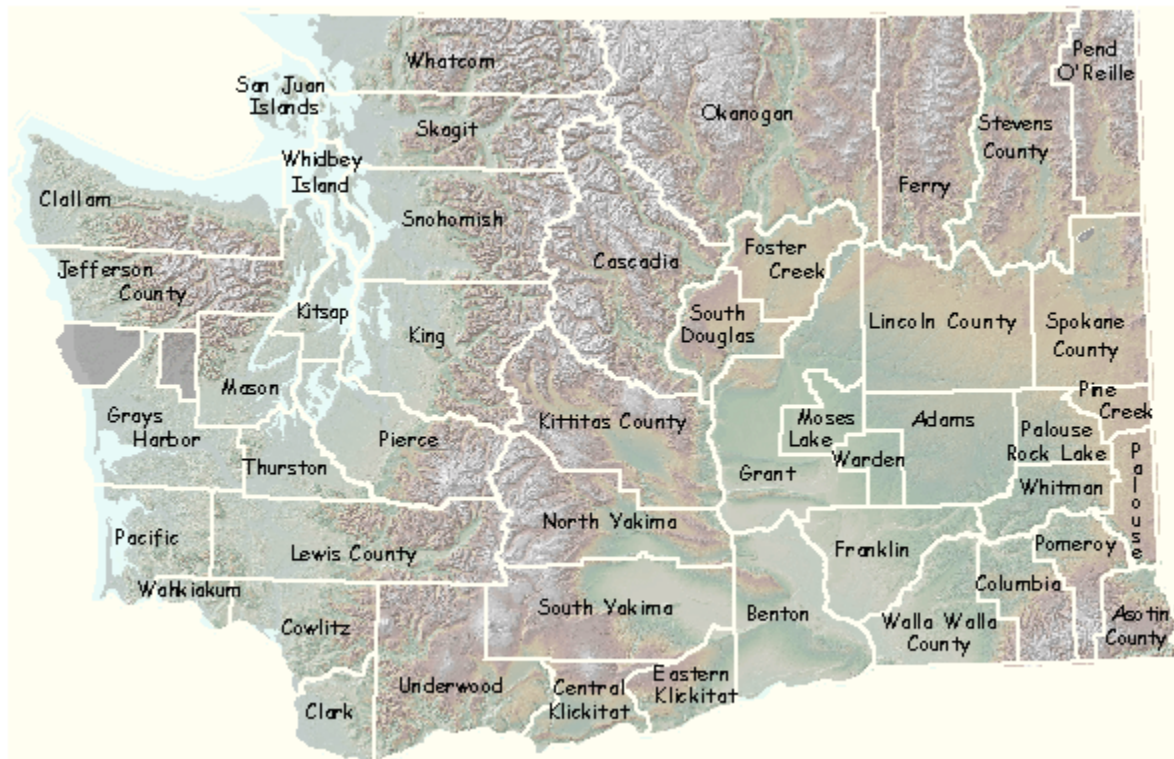 Whatcom
San Juan
Islands
Skagit
Okanogan
Pend
O'Reille
Stevens
County
Whidbey
Island
Ferry
Clallam
Snohomish
Cascadia
Foster
Creek
Jefferson
County
Kitsap
King
South
Douglas
Lincoln County
Spokane
County
Mason
Grays
Harbor
Pierce
Kittitas County
Moses
Lake
Adams
Pine
Creek
Palouse
Rock Lake
Thurston
Grant
Warden
Whitman
Palouse
Pacific
Lewis County
North Yakima
Franklin
Pomeroy
Wahkiakum
Columbia
Cowlitz
South Yakima
Benton
Walla Walla
County
Asotin
County
Underwood
Central
Klickitat
Eastern
Klickitat
Clark